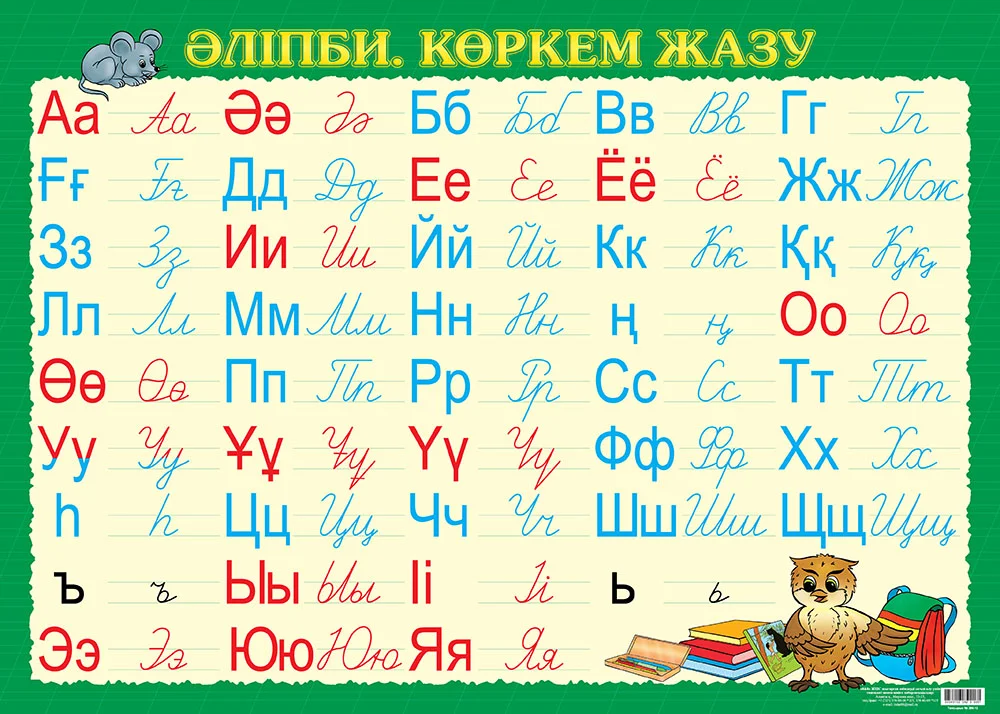 ӘЛІПБИ. КӨРКЕМ ЖАЗУ
Аа Аа Әә Әә Бб Бб Вв Вв Гг Гг
Ғғ Ғғ Дд Дд Ее Ее Ёё Ёё Жж Жж
Зз Зз Ии Ии Йй Йй Кк Кк Ққ Ққ
Лл Лл Мм Мм Нн Нн ң ң Оо Оо
Өө Өө Пп Пп Рр Рр Сс Сс Тт Тт
Уу Уу Ұұ Ұұ Үү Үү Фф Фф Хх Хх
һ һ Цц Цц Чч Чч Шш Шш Щщ Щщ
ъ ъ Ыы Ыы Іі Іі ь ь
Ээ Ээ Юю Юю Яя Яя